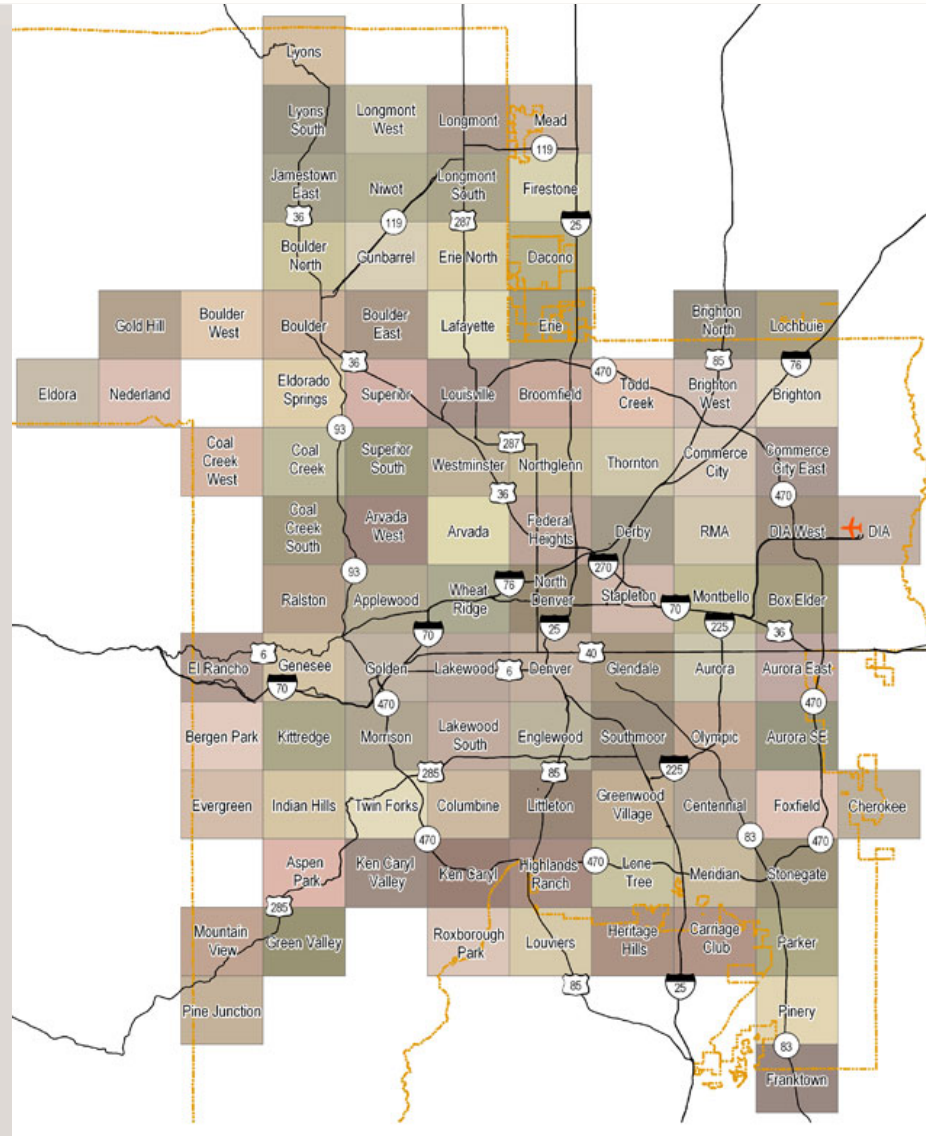 Lyons
Lyons
South
Longmont
West
Longmont
Mead
119
Jamestown
East
Niwot
Longmont
South
Firestone
36
119
287
25
Boulder
North
Gunbarrel
Erie North
Dacono
Gold Hill
Boulder
West
Boulder
Boulder
East
Lafayette
Erie
Brighton
North
Lochbuie
36
85
76
470
Eldora
Nederland
Eldorado
Springs
Superior
Louisville
Broomfield
Todd
Creek
Brighton
West
Brighton
93
287
Coal
Creek
West
Coal
Creek
Superior
South
Westminster
Northglenn
Thornton
Commerce
City
Commerce
City East
36
470
Coal
Creek
South
Arvada
West
Arvada
Federal
Heights
Derby
RMA
DIA West
DIA
93
76
270
Ralston
Applewood
Wheat
Ridge
North
Denver
Stapleton
Montbello
Box Elder
70
225
70
25
36
6
40
El Rancho
Genesee
Golden
Lakewood
6
Denver
Glendale
Aurora
Aurora East
70
470
470
Bergen Park
Kittredge
Morrison
Lakewood
South
Englewood
Southmoor
Olympic
Aurora SE
285
85
225
Evergreen
Indian Hills
Twin Forks
Columbine
Littleton
Greenwood
Village
Centennial
Foxfield
Cherokee
470
83
470
Aspen
Park
Ken Caryl
Valley
Ken Caryl
Highlands
Ranch
470
Lone
Tree
Meridian
Stonegate
285
Mountain
View
Green Valley
Roxborough
Park
Louviers
Heritage
Hills
Carriage
Club
Parker
85
25
Pine Junction
Pinery
83
Franktown